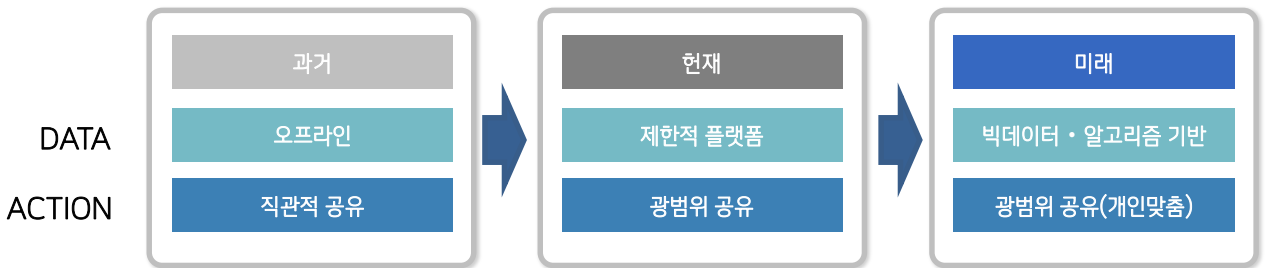 과거 헌재 미래
DATA 오프라인 제한적 플랫폼 빅데이터 • 알고리즘 기반
ACTION 직관적 공유 광범위 공유 광범위 공유(개인맞춤)